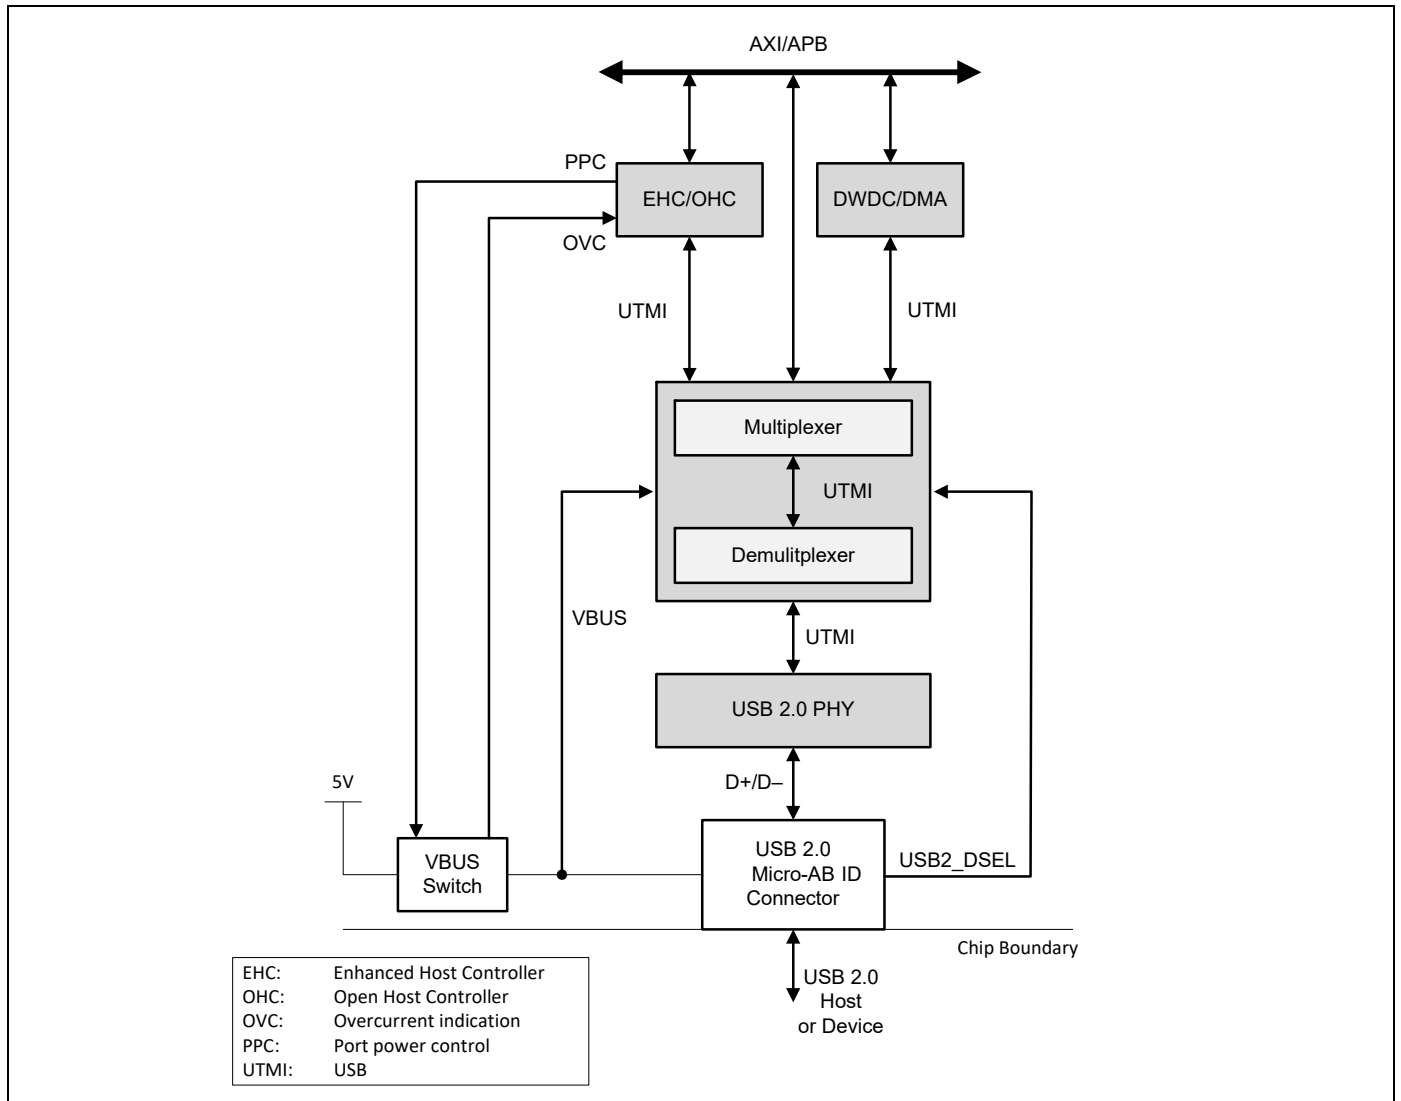 AXI/APB
PPC
EHC/OHC
DWDC/DMA
OVC
UTMI
UTMI
Multiplexer
UTMI
Demulitplexer
VBUS
UTMI
USB 2.0 PHY
D+/D–
5V
VBUS
Switch
USB 2.0
Micro-AB ID
Connector
USB2_DSEL
Chip Boundary
USB 2.0
Host
or Device
EHC: Enhanced Host Controller
OHC: Open Host Controller
OVC: Overcurrent indication
PPC: Port power control
UTMI: USB